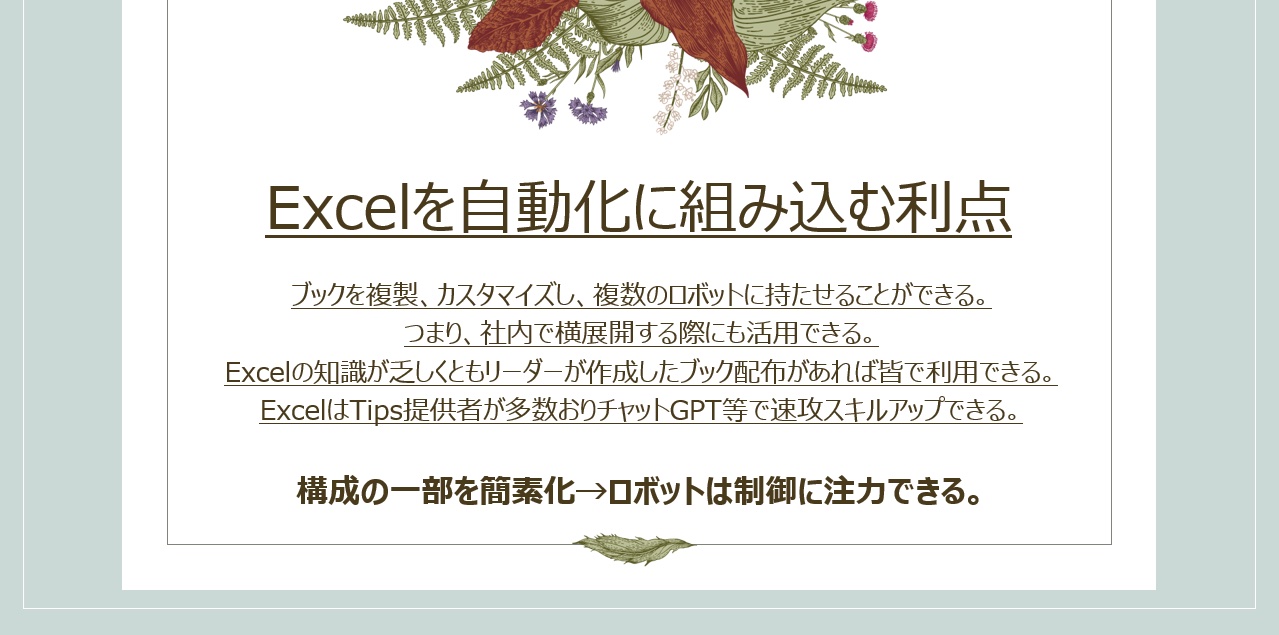 Excelを自動化に組み込む利点
ブックを複製、カスタマイズし、複数のロボットに持たせることができる。
つまり、社内で横展開する際にも活用できる。
Excelの知識が乏しくともリーダーが作成したブック配布があれば皆で利用できる。
ExcelはTips提供者が多数おりチャットGPT等で速攻スキルアップできる。
構成の一部を簡素化→ロボットは制御に注力できる。